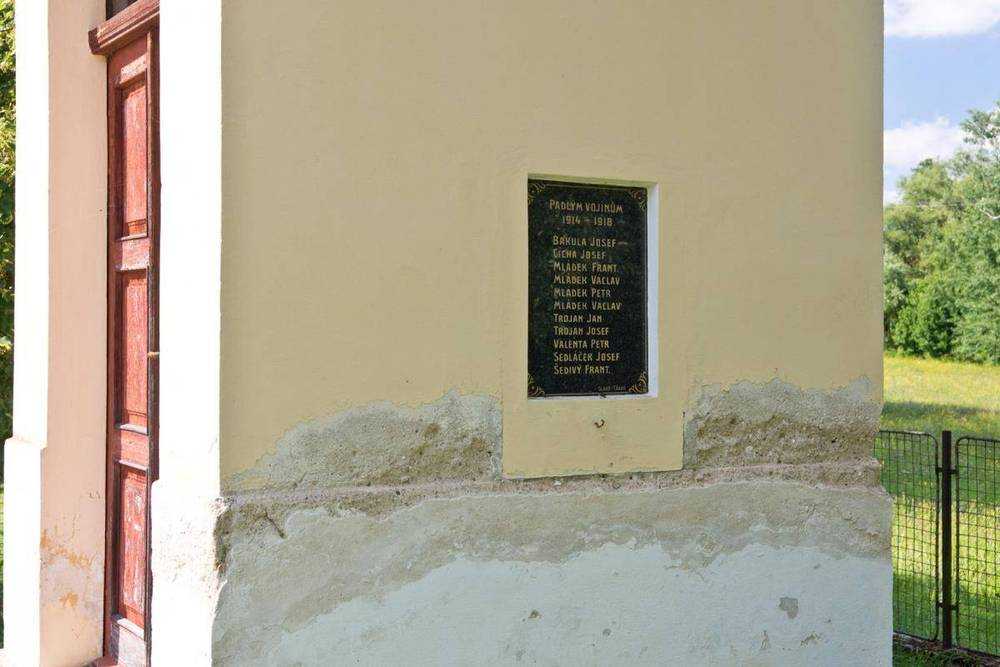 PADLÝM VOJÍNŮM
1914 - 1918
BAKULA JOSEF
CÍCHA JOSEF
MLÁDEK FRANT.
MLÁDEK VÁCLAV
MLÁDEK PETR
MLÁDEK VÁCLAV
TROJAN JAN
TROJAN JOSEF
VALENTA PETR
SEDLÁČEK JOSEF
ŠEDIVÝ FRANT.